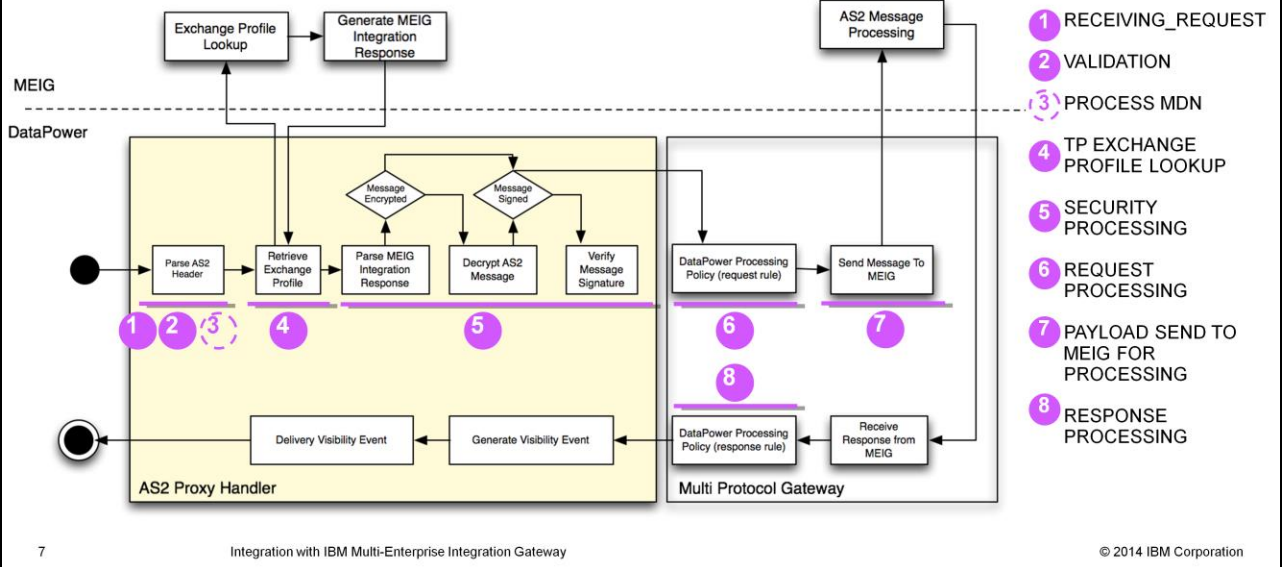 Exchange Profile
Lookup
Generate MEIG
Integration
Response
AS2 Message
Processing
MEIG
DataPower
Message
Encrypted
Message
Signed
Parse AS2
Header
Retrieve
Exchange
Profile
Parse MEIG
Integration
Response
Decrypt AS2
Message
Verify
Message
Signature
DataPower Processing
Policy (request rule)
Send Message To
MEIG
1
2
3
4
5
6
7
8
Delivery Visibility Event
Generate Visibility Event
DataPower Processing
Policy (response rule)
Receive
Response from
MEIG
AS2 Proxy Handler
Multi Protocol Gateway
1 RECEIVING_REQUEST
2 VALIDATION
3 PROCESS MDN
4 TP EXCHANGE
PROFILE LOOKUP
5 SECURITY
PROCESSING
6 REQUEST
PROCESSING
7 PAYLOAD SEND TO
MEIG FOR
PROCESSING
8 RESPONSE
PROCESSING
7
Integration with IBM Multi-Enterprise Integration Gateway
© 2014 IBM Corporation